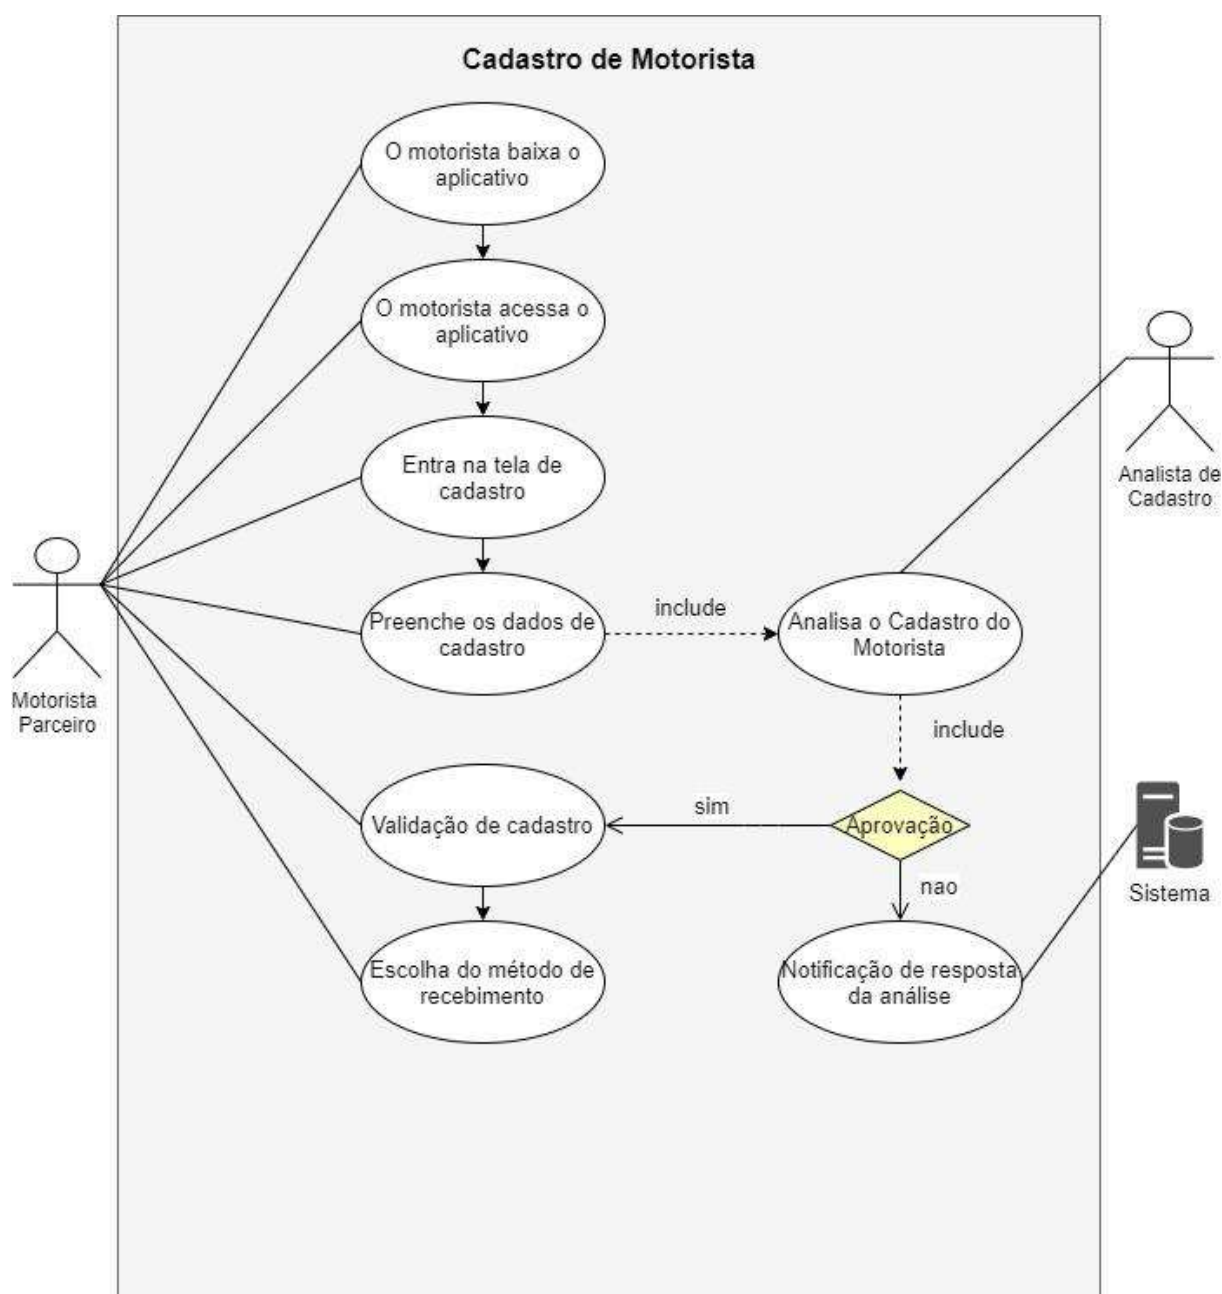 Cadastro de Motorista
O motorista baixa o
aplicativo
O motorista acessa o
aplicativo
Entra na tela de
cadastro
Analista de
Cadastro
Preenche os dados de
cadastro
include
Analisa o Cadastro do
Motorista
Motorista
Parceiro
include
Validação de cadastro
sim
Aprovação
nao
Sistema
Escolha do método de
recebimento
Notificação de resposta
da análise